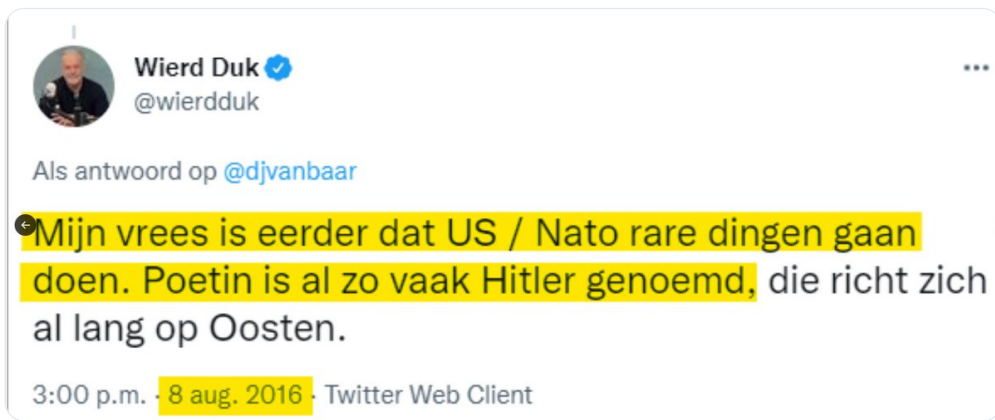 Wierd Duk
@wierdduk
Als antwoord op @djvanbaar
Mijn vrees is eerder dat US / Nato rare dingen gaan
doen. Poetin is al zo vaak Hitler genoemd, die richt zich
al lang op Oosten.
3:00 p.m. · 8 aug. 2016 · Twitter Web Client